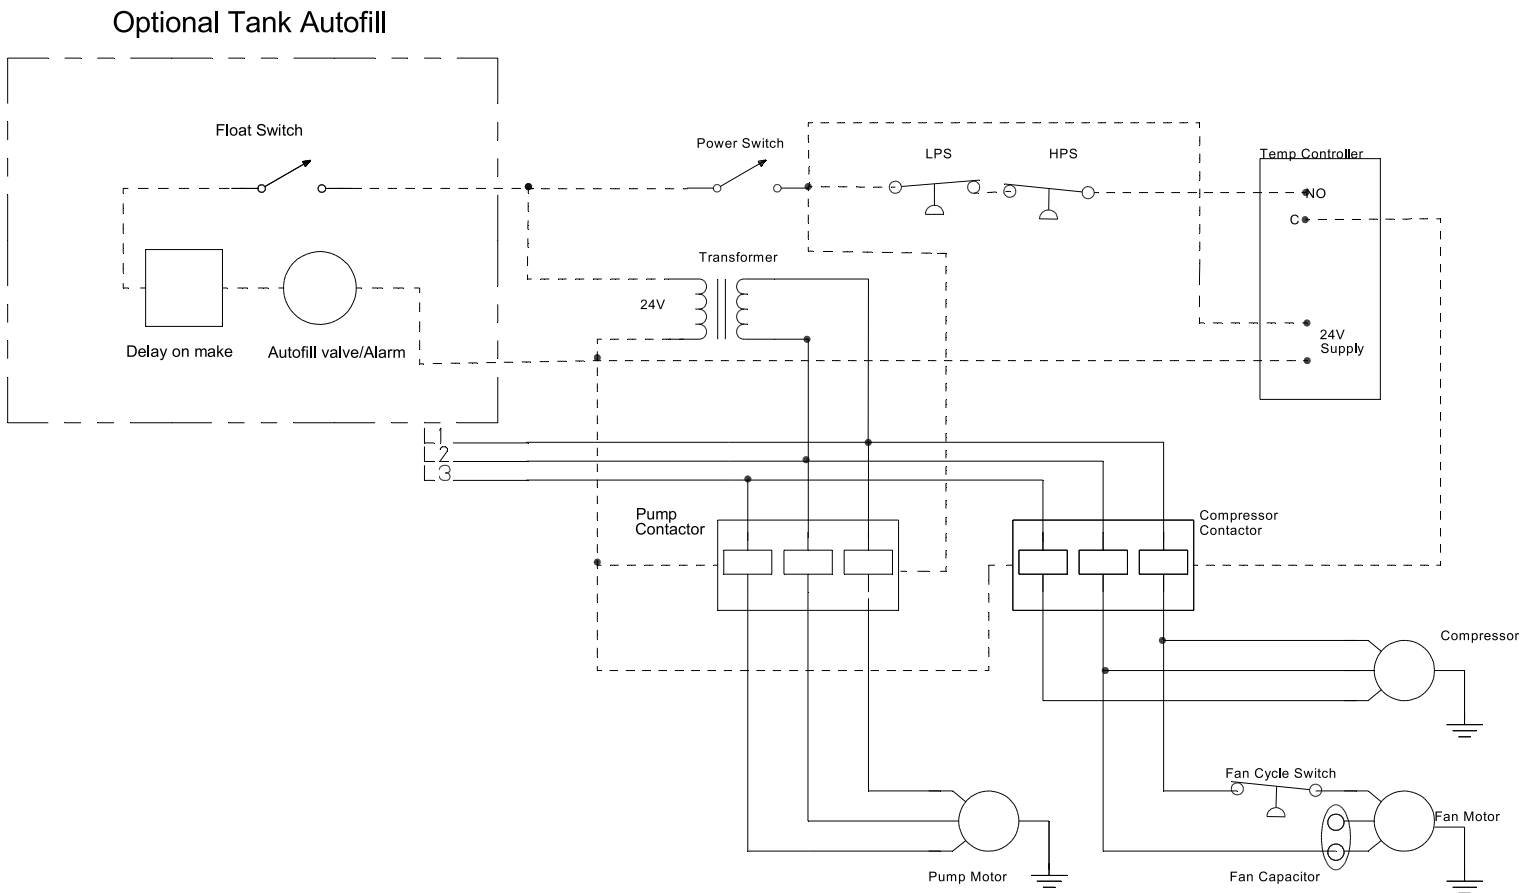 Optional Tank Autofill
Float Switch
Power Switch
LPS
HPS
Temp Controller
NO
C
Transformer
24V
24V
Supply
Delay on make
Autofill valve/Alarm
L1
L2
L3
Pump
Contactor
Compressor
Contactor
Compressor
Fan Cycle Switch
Fan Motor
Pump Motor
Fan Capacitor